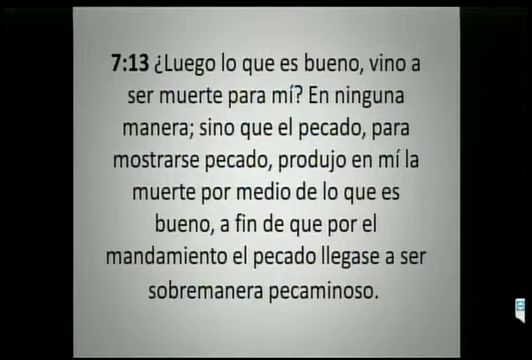 7:13 ¿Luego lo que es bueno, vino a
ser muerte para mí? En ninguna
manera; sino que el pecado, para
mostrarse pecado, produjo en mí la
muerte por medio de lo que es
bueno, a fin de que por el
mandamiento el pecado llegase a ser
sobremanera pecaminoso.